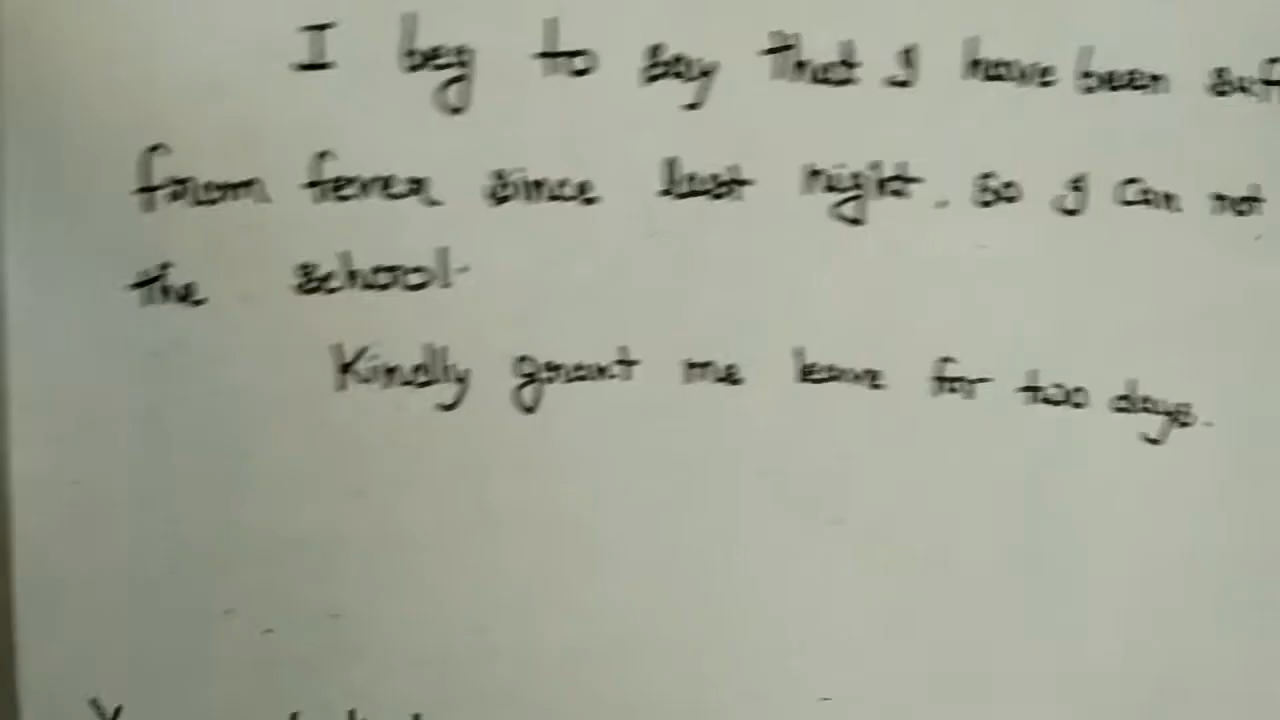 I beg to say That I have been suf
from fever since last night. so I can not
the school.
Kindly grant me leave for two days.